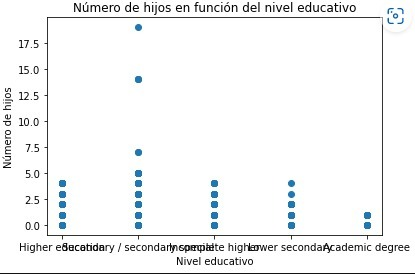 Número de hijos en función del nivel educativo
17.5
15.0
12.5
10.0
7.5
5.0
2.5
0.0
Número de hijos
Higher education Secondary / secondary special Incomplete higher Lower secondary Academic degree
Nivel educativo